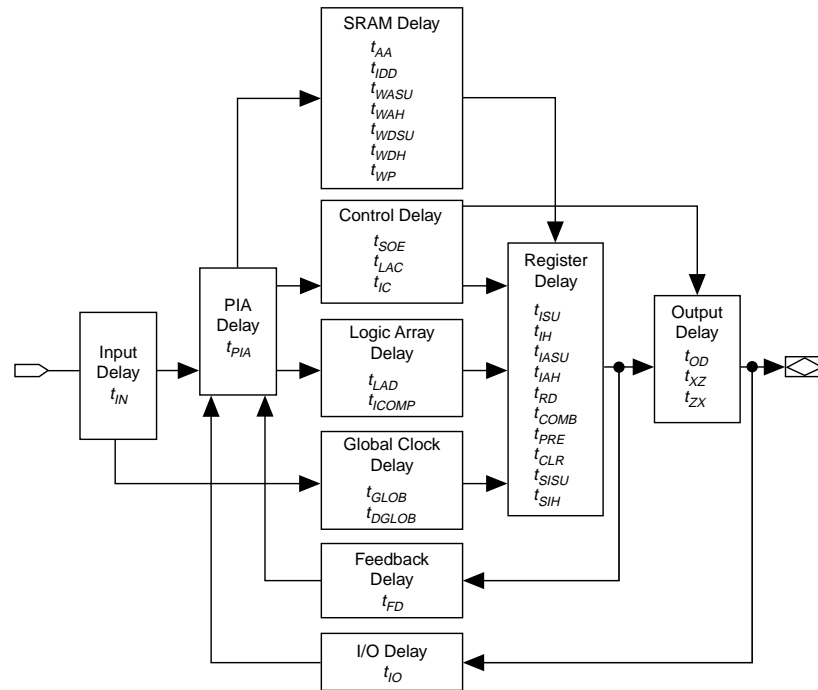 SRAM Delay
tAA
tIDD
tWASU
tWAH
tWDSU
tWDH
tWP
Control Delay
tSOE
tLAC
tIC
Register
Delay
tISU
tIH
tIASU
tIAH
tRD
tCOMB
tPRE
tCLR
tSISU
tSIH
PIA
Delay
tPIA
Input
Delay
tIN
Logic Array
Delay
tLAD
tICOMP
Output
Delay
tOD
tXZ
tZX
Global Clock
Delay
tGLOB
tDGLOB
Feedback
Delay
tFD
I/O Delay
tIO